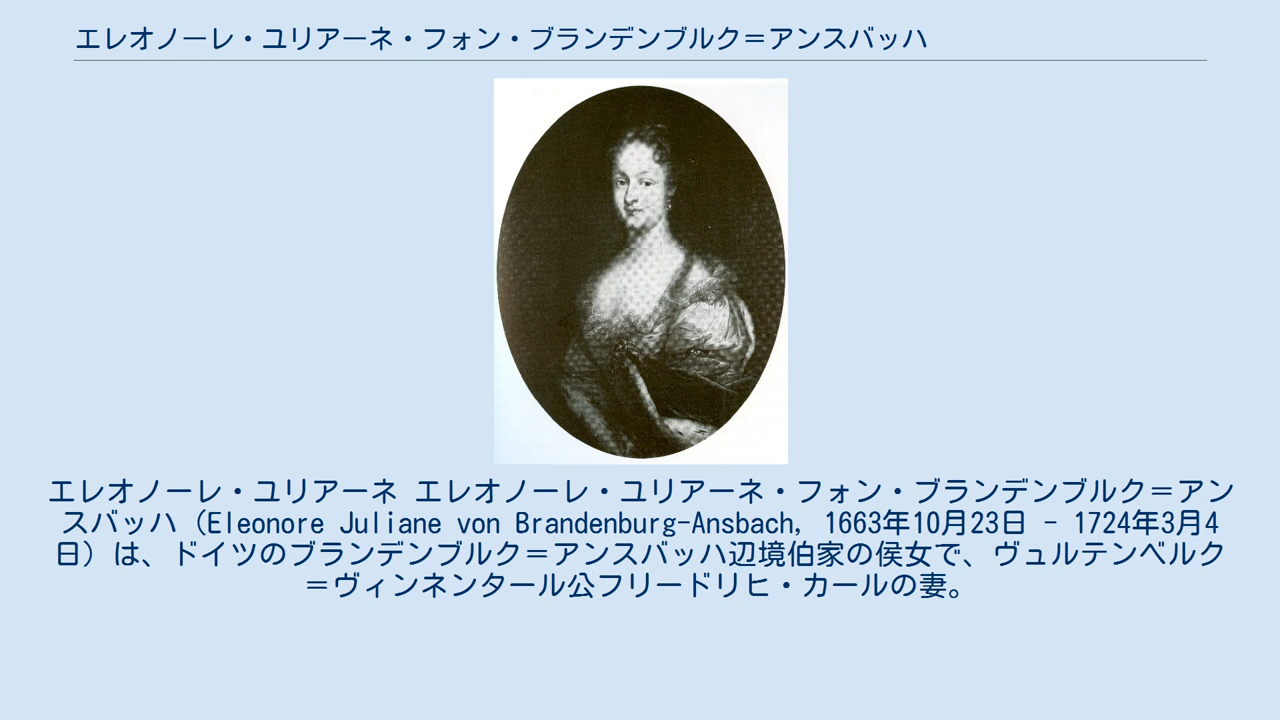 エレオノーレ・ユリアーネ・フォン・ブランデンブルク＝アンスバッハ
エレオノーレ・ユリアーネ エレオノーレ・ユリアーネ・フォン・ブランデンブルク＝アン
スバッハ（Eleonore Juliane von Brandenburg-Ansbach, 1663年10月23日 - 1724年3月4
日）は、ドイツのブランデンブルク＝アンスバッハ辺境伯家の侯女で、ヴュルテンベルク
＝ヴィンネンタール公フリードリヒ・カールの妻。